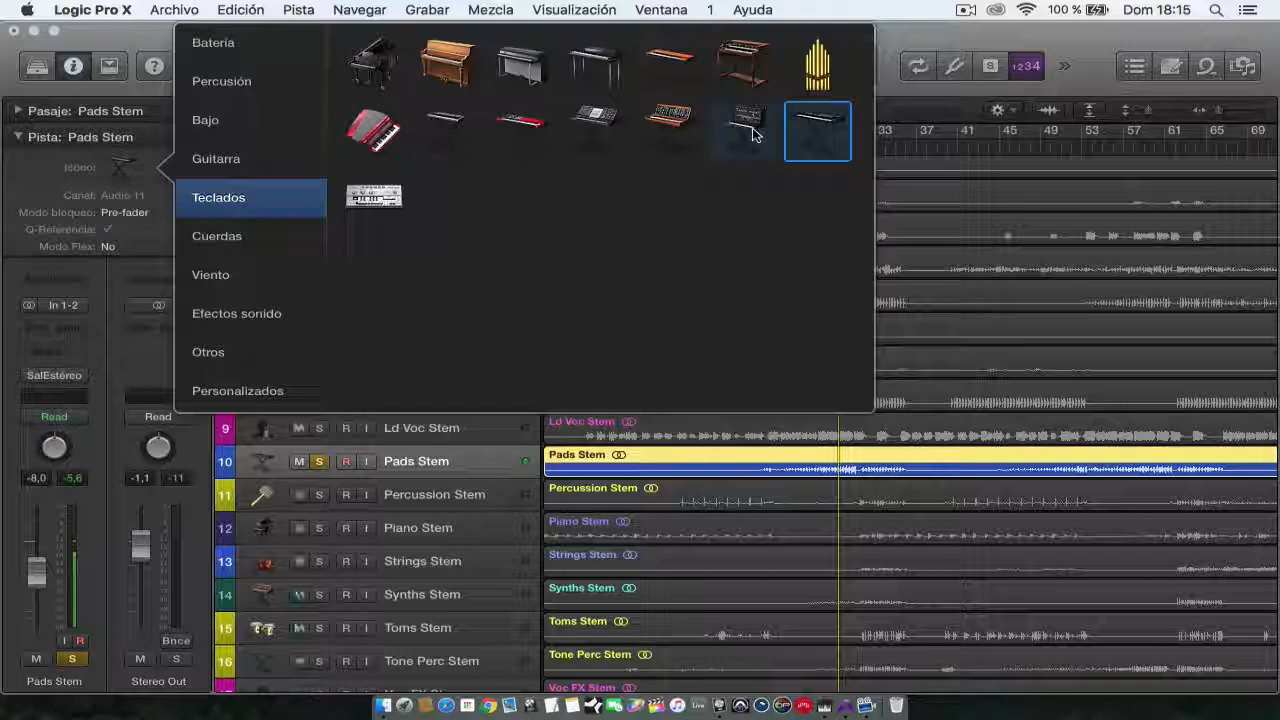 Logic Pro X Archivo Edición Pista Navegar Grabar Mezcla Visualización Ventana 1 Ayuda 100 % Dom 18:15
Batería
Percusión
Bajo
Guitarra
Teclados
Cuerdas
Viento
Efectos sonido
Otros
Personalizados
1234
Pasaje: Pads Stem
Pista: Pads Stem
Icono:
Canal: Audio 11
Modo bloqueo: Pre-fader
Q-Referencia: ✓
Modo Flex: No
In 1-2
SalEstéreo
Read Read
-8,0 -5,6 -1,1 -11
I R Bnce
M S M S
Pads Stem Stereo Out
33 37 41 45 49 53 57 61 65
9 M S R I Ld Voc Stem
10 M S R I Pads Stem
11 S R I Percussion Stem
12 S R I Piano Stem
13 S R I Strings Stem
14 M S R I Synths Stem
15 M S R I Toms Stem
16 S R I Tone Perc Stem
Ld Voc Stem
Pads Stem
Percussion Stem
Piano Stem
Strings Stem
Synths Stem
Toms Stem
Tone Perc Stem
Voc FX Stem
Live